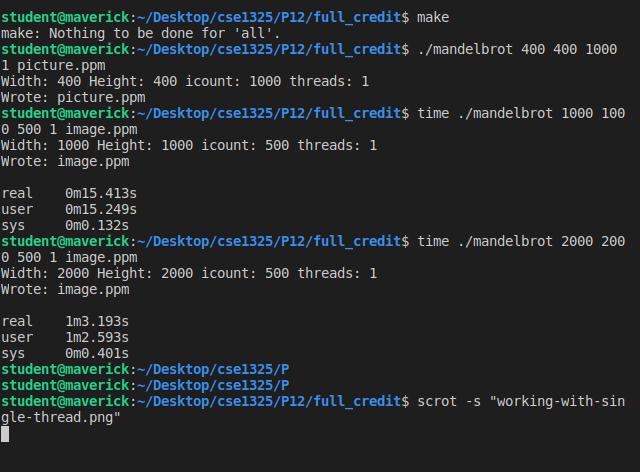 student@maverick:~/Desktop/cse1325/P12/full_credit$ make
make: Nothing to be done for 'all'.
student@maverick:~/Desktop/cse1325/P12/full_credit$ ./mandelbrot 400 400 1000
1 picture.ppm
Width: 400 Height: 400 icount: 1000 threads: 1
Wrote: picture.ppm
student@maverick:~/Desktop/cse1325/P12/full_credit$ time ./mandelbrot 1000 100
0 500 1 image.ppm
Width: 1000 Height: 1000 icount: 500 threads: 1
Wrote: image.ppm
real    0m15.413s
user    0m15.249s
sys     0m0.132s
student@maverick:~/Desktop/cse1325/P12/full_credit$ time ./mandelbrot 2000 200
0 500 1 image.ppm
Width: 2000 Height: 2000 icount: 500 threads: 1
Wrote: image.ppm
real    1m3.193s
user    1m2.593s
sys     0m0.401s
student@maverick:~/Desktop/cse1325/P
student@maverick:~/Desktop/cse1325/P
student@maverick:~/Desktop/cse1325/P12/full_credit$ scrot -s "working-with-sin
gle-thread.png"